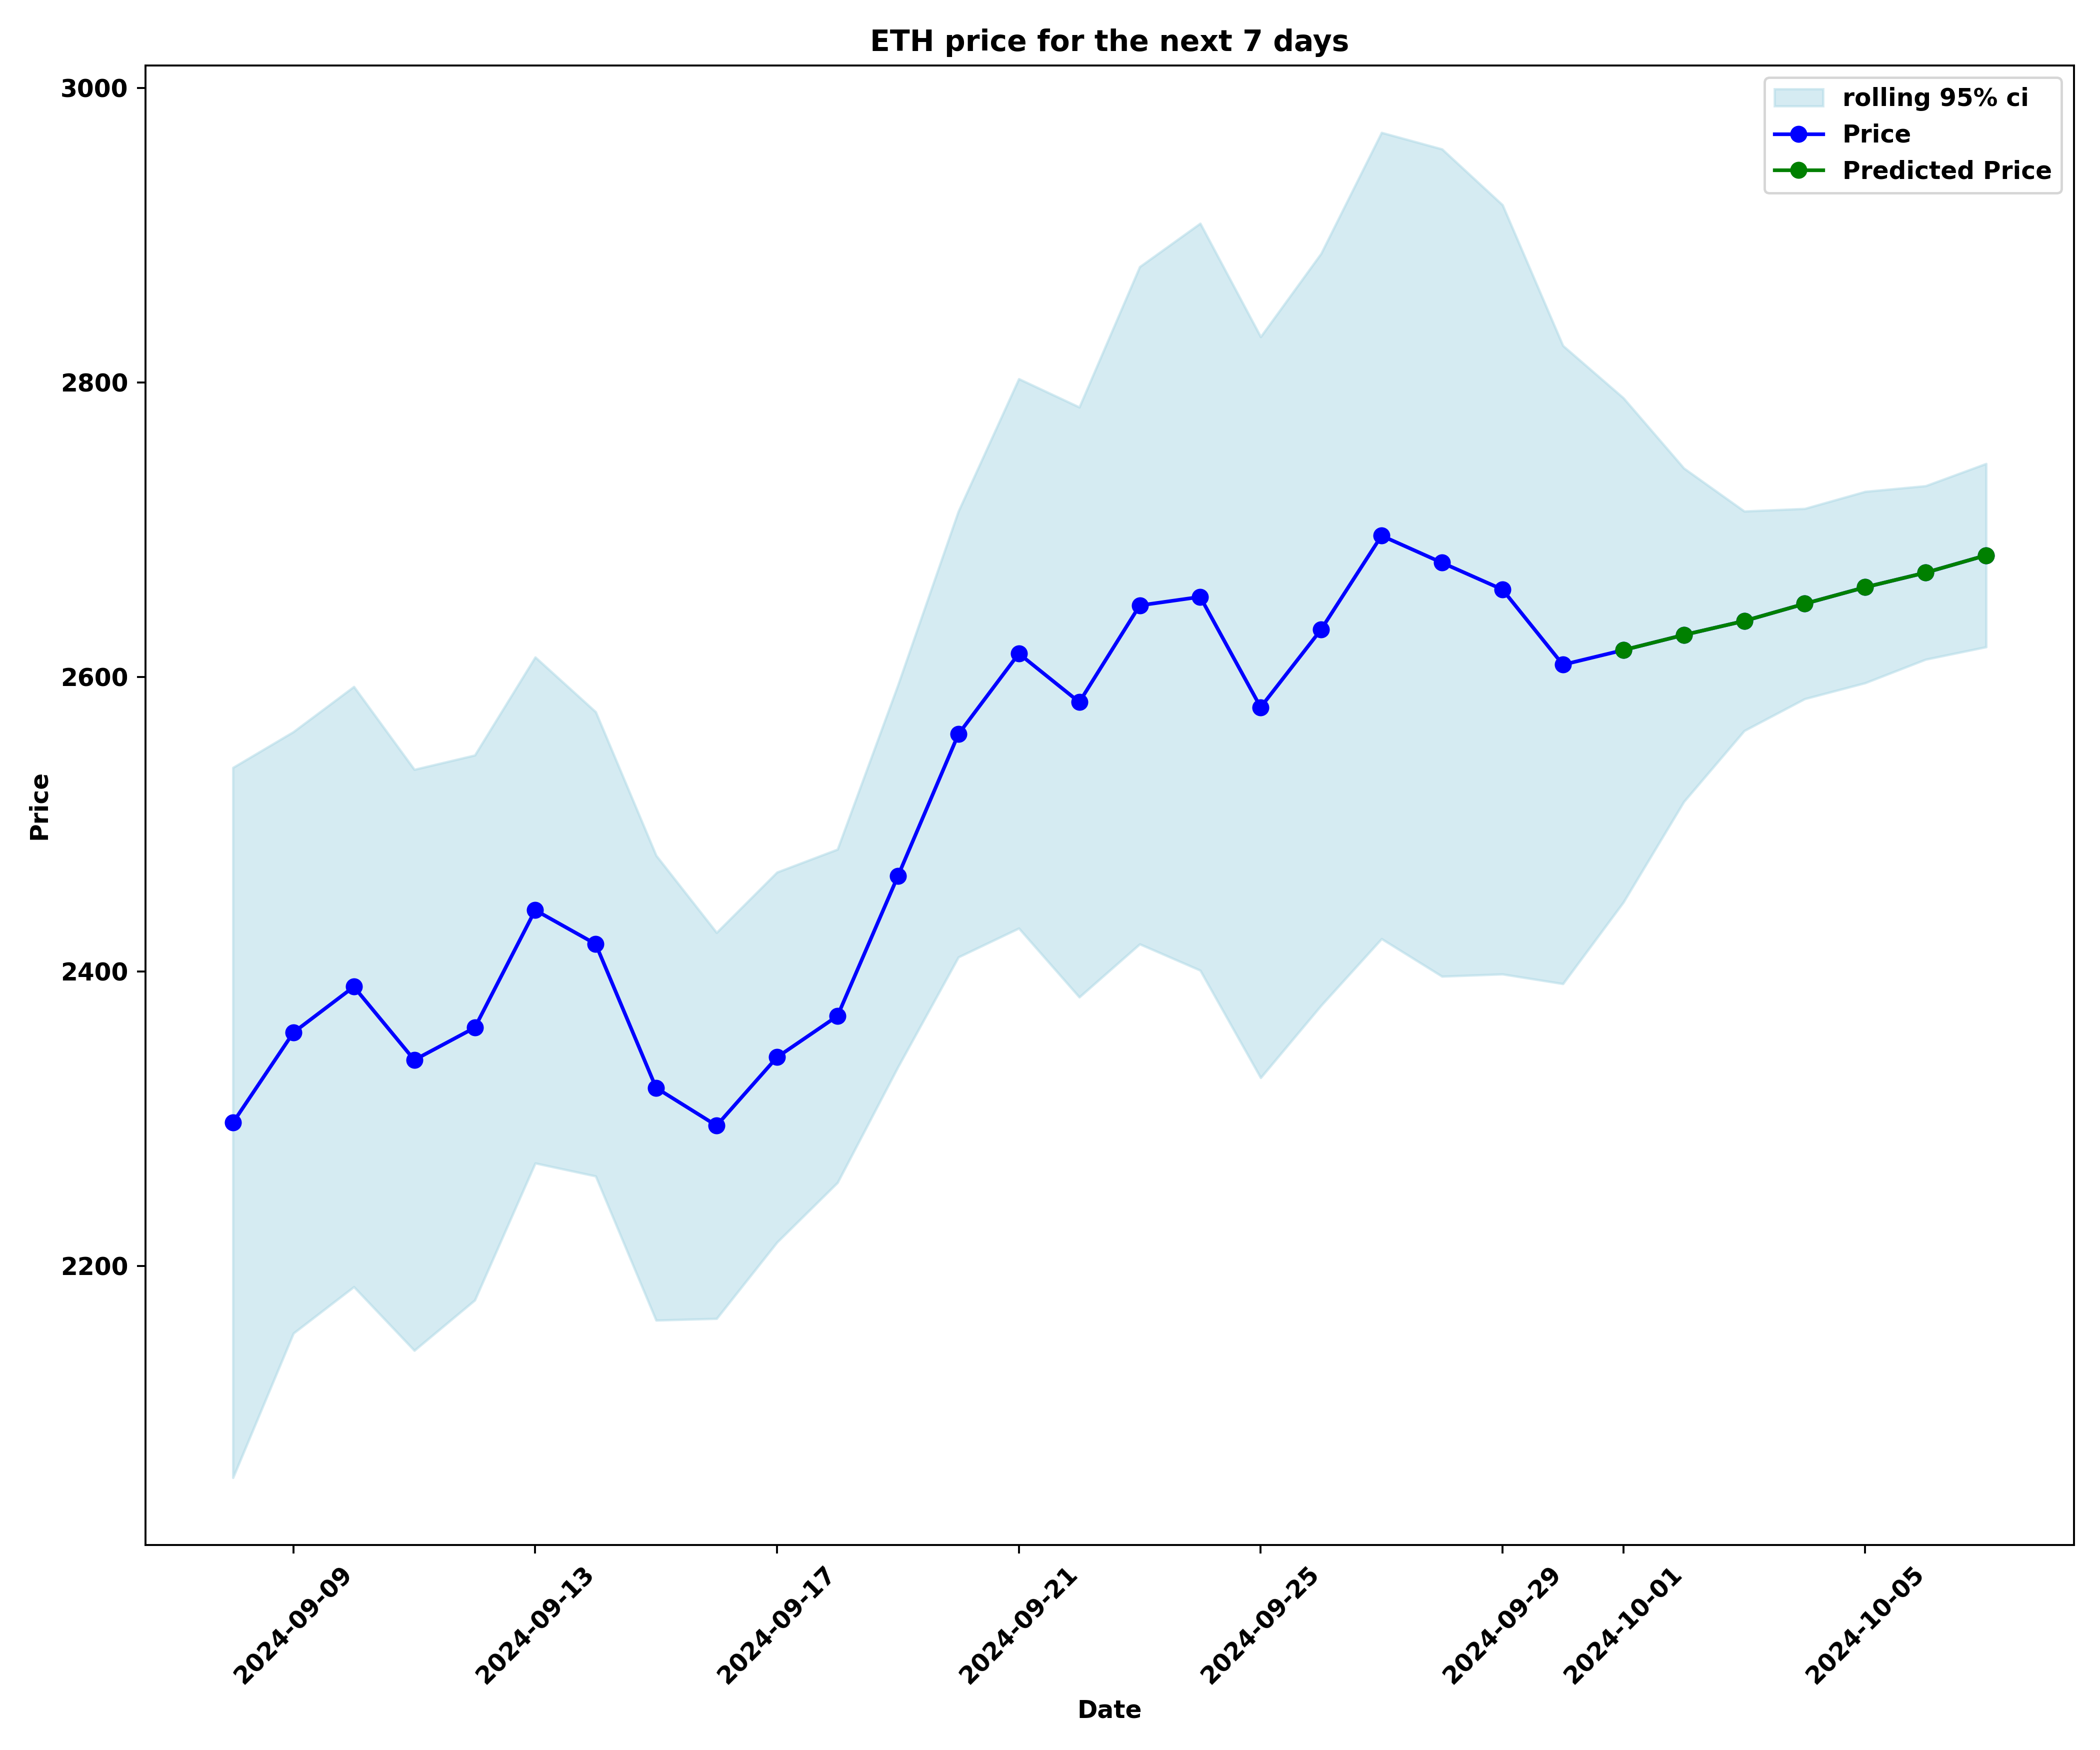 ETH price for the next 7 days
rolling 95% ci
Price
Predicted Price
3000
2800
2600
2400
2200
Price
2024-09-09
2024-09-13
2024-09-17
2024-09-21
2024-09-25
2024-09-29
2024-10-01
2024-10-05
Date